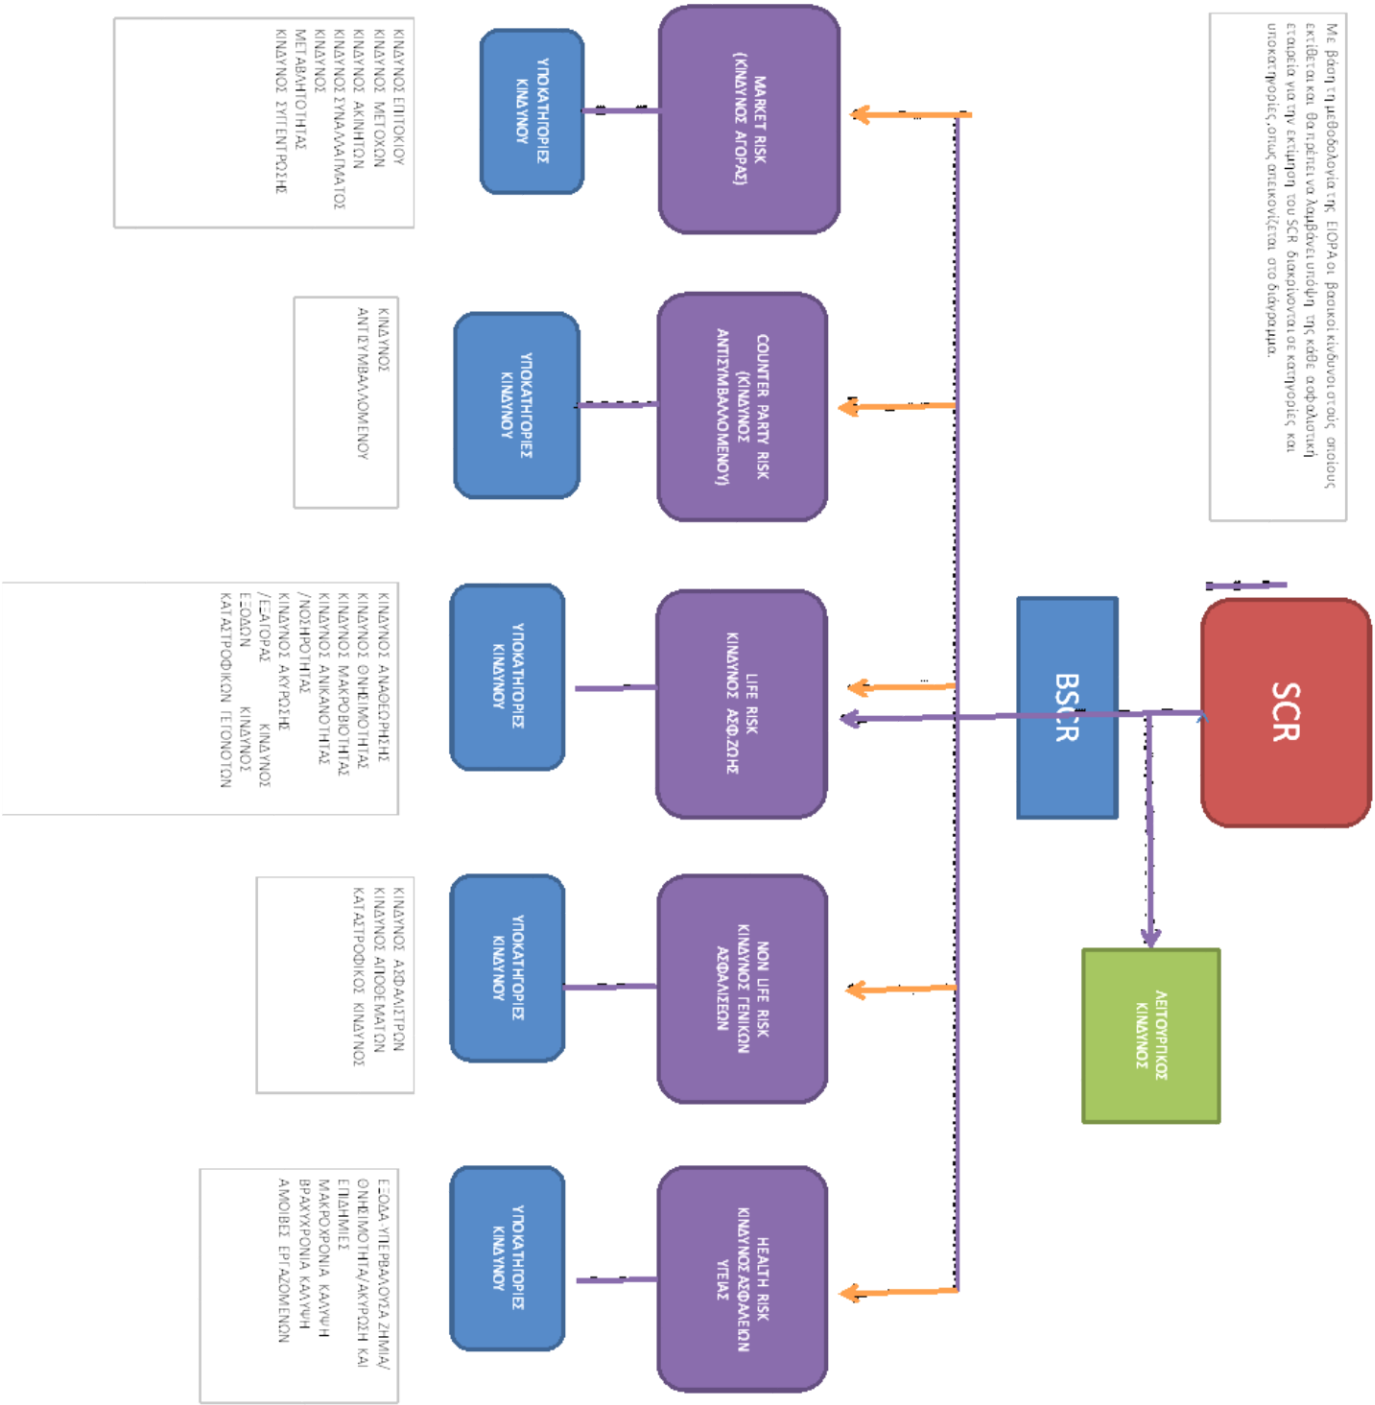 Με βάση τη μεθοδολογία της ΕΙΟΡΑ οι βασικοί κίνδυνοι στούς οποίους
εκτίθεται και θα πρέπει να λαμβάνει υπόψη της κάθε ασφαλιστική
εταιρεία για την εκτίμηση του SCR διακρίνονται σε κατηγορίες και
υποκατηγορίες, οπως απεικονίζεται στο διάγραμμα.
SCR
BSCR
ΛΕΙΤΟΥΡΓΙΚΟΣ
ΚΙΝΔΥΝΟΣ
MARKET RISK
(ΚΙΝΔΥΝΟΣ ΑΓΟΡΑΣ)
COUNTER PARTY RISK
(ΚΙΝΔΥΝΟΣ
ΑΝΤΙΣΥΜΒΑΛΛΟΜΕΝΟΥ)
LIFE RISK
ΚΙΝΔΥΝΟΣ ΑΣΦ.ΖΩΗΣ
NON LIFE RISK
ΚΙΝΔΥΝΟΣ ΓΕΝΙΚΩΝ
ΑΣΦΑΛΙΣΕΩΝ
HEALTH RISK
ΚΙΝΔΥΝΟΣ ΑΣΦΑΛΕΙΩΝ
ΥΓΕΙΑΣ
ΥΠΟΚΑΤΗΓΟΡΙΕΣ
ΚΙΝΔΥΝΟΥ
ΥΠΟΚΑΤΗΓΟΡΙΕΣ
ΚΙΝΔΥΝΟΥ
ΥΠΟΚΑΤΗΓΟΡΙΕΣ
ΚΙΝΔΥΝΟΥ
ΥΠΟΚΑΤΗΓΟΡΙΕΣ
ΚΙΝΔΥΝΟΥ
ΥΠΟΚΑΤΗΓΟΡΙΕΣ
ΚΙΝΔΥΝΟΥ
ΚΙΝΔΥΝΟΣ ΕΠΙΤΟΚΙΟΥ
ΚΙΝΔΥΝΟΣ ΜΕΤΟΧΩΝ
ΚΙΝΔΥΝΟΣ ΑΚΙΝΗΤΩΝ
ΚΙΝΔΥΝΟΣ ΣΥΝΑΛΛΑΓΜΑΤΟΣ
ΚΙΝΔΥΝΟΣ
ΜΕΤΑΒΛΗΤΟΤΗΤΑΣ
ΚΙΝΔΥΝΟΣ ΣΥΓΓΕΝΤΡΩΣΗΣ
ΚΙΝΔΥΝΟΣ
ΑΝΤΙΣΥΜΒΑΛΛΟΜΕΝΟΥ
ΚΙΝΔΥΝΟΣ ΑΝΑΘΕΩΡΗΣΗΣ
ΚΙΝΔΥΝΟΣ ΘΝΗΣΙΜΟΤΗΤΑΣ
ΚΙΝΔΥΝΟΣ ΜΑΚΡΟΒΙΟΤΗΤΑΣ
ΚΙΝΔΥΝΟΣ ΑΝΙΚΑΝΟΤΗΤΑΣ
/ΝΟΣΗΡΟΤΗΤΑΣ
ΚΙΝΔΥΝΟΣ ΑΚΥΡΩΣΗΣ
/ΕΞΑΓΟΡΑΣ ΚΙΝΔΥΝΟΣ
ΕΞΟΔΩΝ ΚΙΝΔΥΝΟΣ
ΚΑΤΑΣΤΡΟΦΙΚΩΝ ΓΕΓΟΝΟΤΩΝ
ΚΙΝΔΥΝΟΣ ΑΣΦΑΛΙΣΤΡΩΝ
ΚΙΝΔΥΝΟΣ ΑΠΟΘΕΜΑΤΩΝ
ΚΑΤΑΣΤΡΟΦΙΚΟΣ ΚΙΝΔΥΝΟΣ
ΕΞΟΔΑ-ΥΠΕΡΒΑΛΟΥΣΑ ΖΗΜΙΑ/
ΘΝΗΣΙΜΟΤΗΤΑ/ΑΚΥΡΩΣΗ ΚΑΙ
ΕΠΙΔΗΜΙΕΣ
ΜΑΚΡΟΧΡΟΝΙΑ ΚΑΛΥΨΗ
ΒΡΑΧΥΧΡΟΝΙΑ ΚΑΛΥΨΗ
ΑΜΟΙΒΕΣ ΕΡΓΑΖΟΜΕΝΩΝ